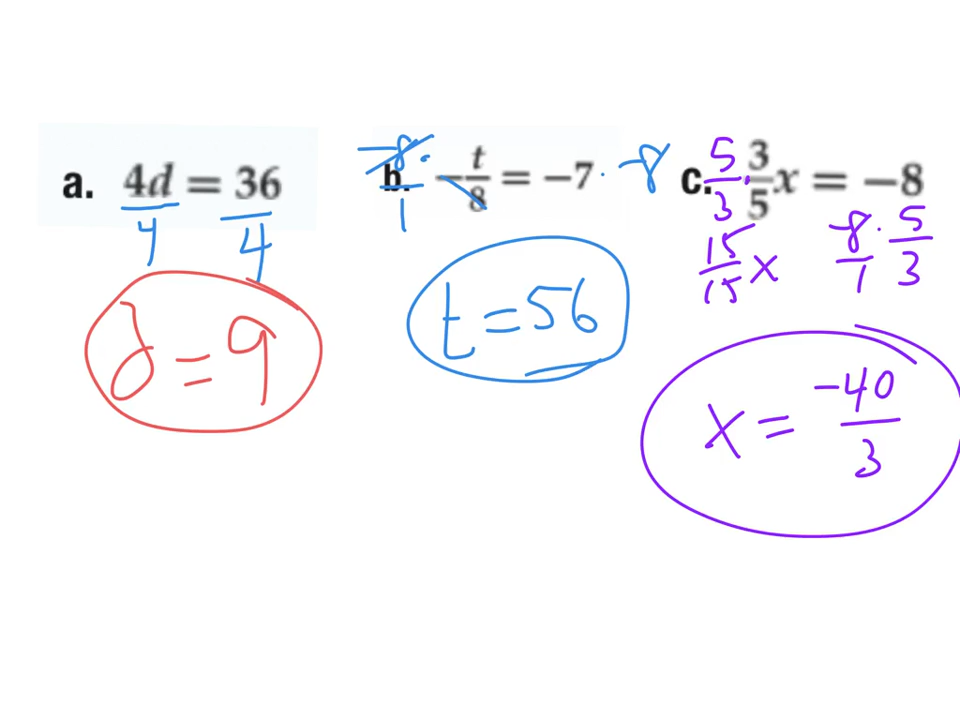 a. 4d = 36
4 4
d = 9
-8/1 · b. -t/8 = -7 · -8
t = 56
c. 5/3 · 3/5 x = -8
15/15 x -8/1 · 5/3
x = -40/3